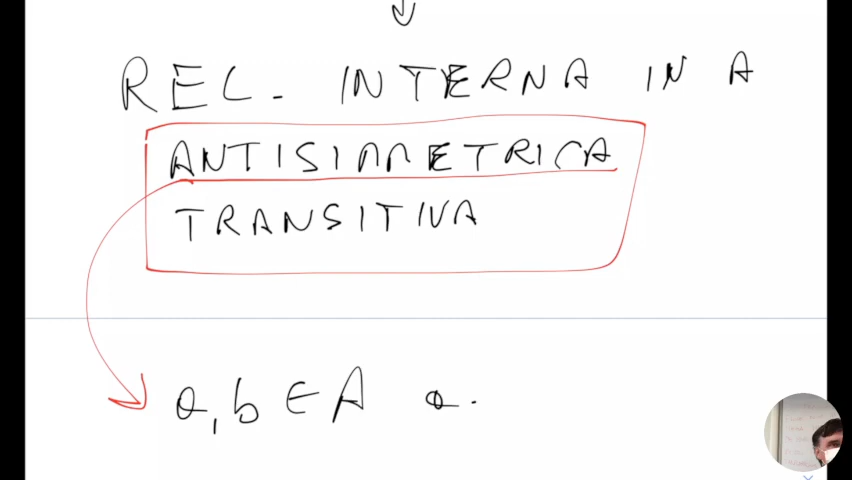 REL. INTERNA IN A
ANTISIMMETRICA
TRANSITIVA
a, b ∈ A a.